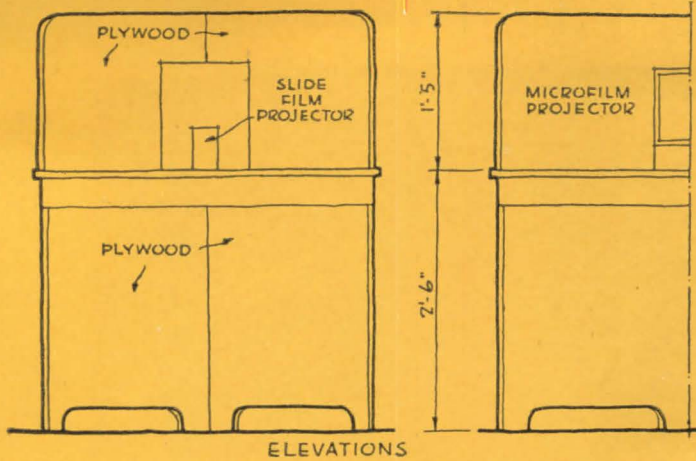 PLYWOOD
SLIDE
FILM
PROJECTOR
1'-5"
MICROFILM
PROJECTOR
PLYWOOD
2'-6"
ELEVATIONS